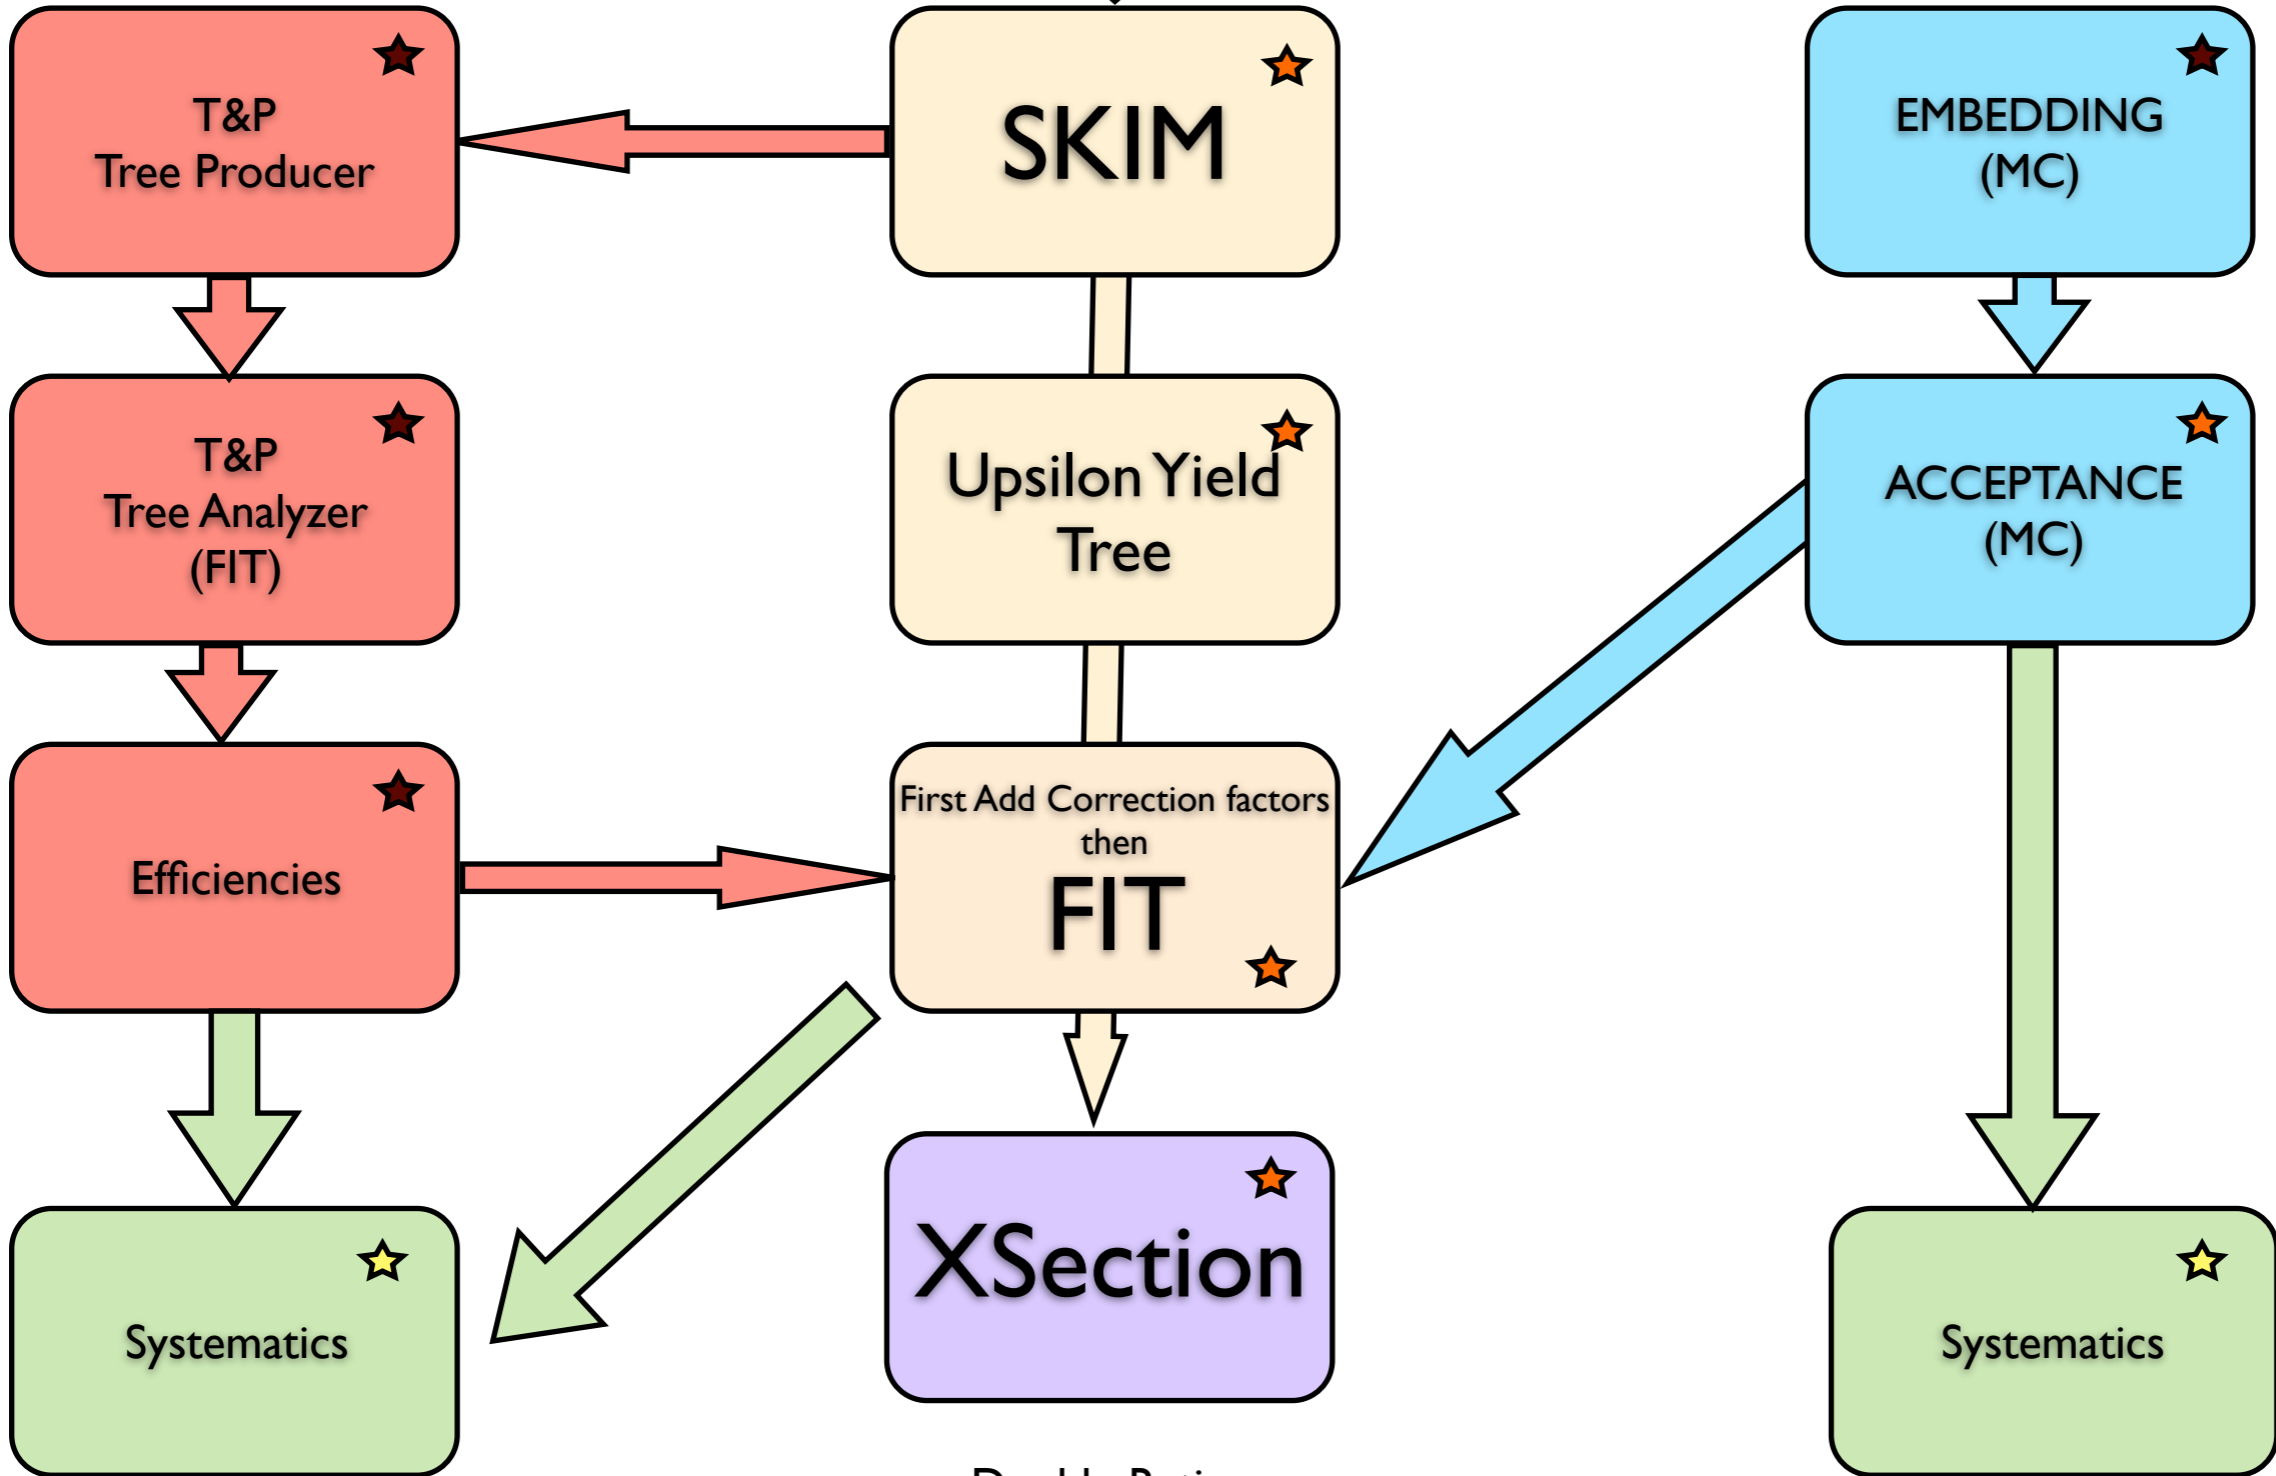 T&P
Tree Producer
SKIM
EMBEDDING
(MC)
T&P
Tree Analyzer
(FIT)
Upsilon Yield
Tree
ACCEPTANCE
(MC)
Efficiencies
First Add Correction factors
then
FIT
Systematics
XSection
Systematics